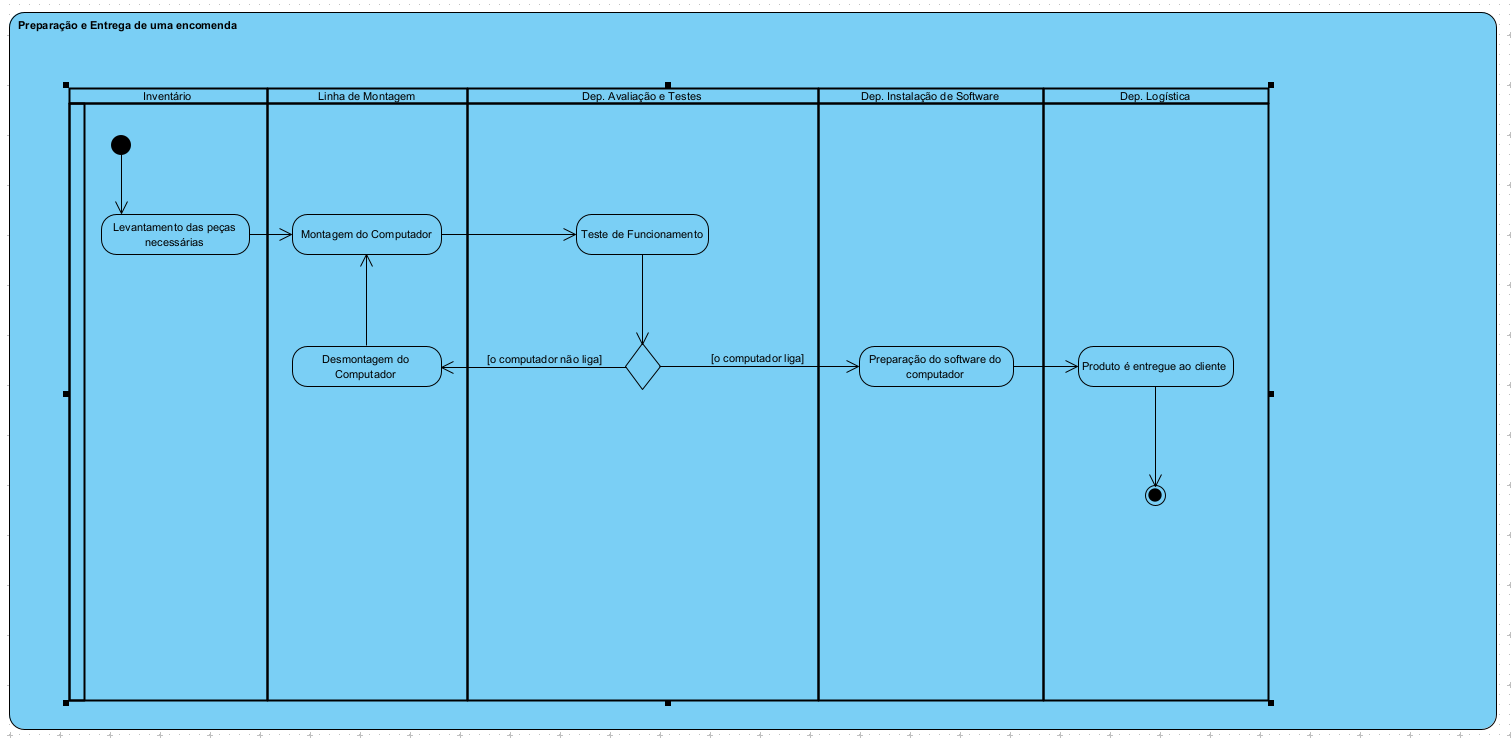 Preparação e Entrega de uma encomenda
Inventário
Linha de Montagem
Dep. Avaliação e Testes
Dep. Instalação de Software
Dep. Logística
Levantamento das peças
necessárias
Montagem do Computador
Teste de Funcionamento
Desmontagem do
Computador
[o computador não liga]
[o computador liga]
Preparação do software do
computador
Produto é entregue ao cliente